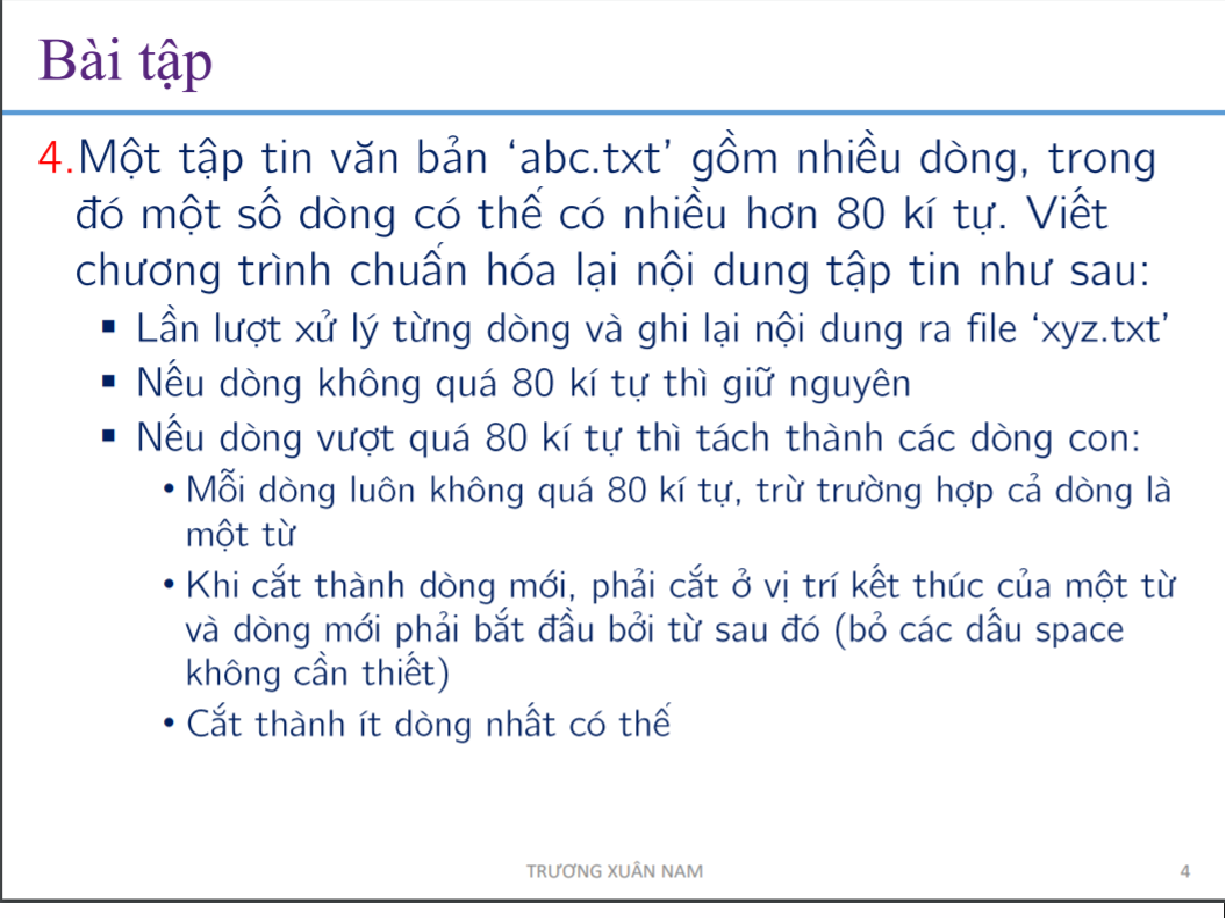 Bài tập
4.Một tập tin văn bản ‘abc.txt’ gồm nhiều dòng, trong
đó một số dòng có thể có nhiều hơn 80 kí tự. Viết
chương trình chuẩn hóa lại nội dung tập tin như sau:
▪ Lần lượt xử lý từng dòng và ghi lại nội dung ra file ‘xyz.txt’
▪ Nếu dòng không quá 80 kí tự thì giữ nguyên
▪ Nếu dòng vượt quá 80 kí tự thì tách thành các dòng con:
• Mỗi dòng luôn không quá 80 kí tự, trừ trường hợp cả dòng là
một từ
• Khi cắt thành dòng mới, phải cắt ở vị trí kết thúc của một từ
và dòng mới phải bắt đầu bởi từ sau đó (bỏ các dấu space
không cần thiết)
• Cắt thành ít dòng nhất có thể
TRƯƠNG XUÂN NAM
4